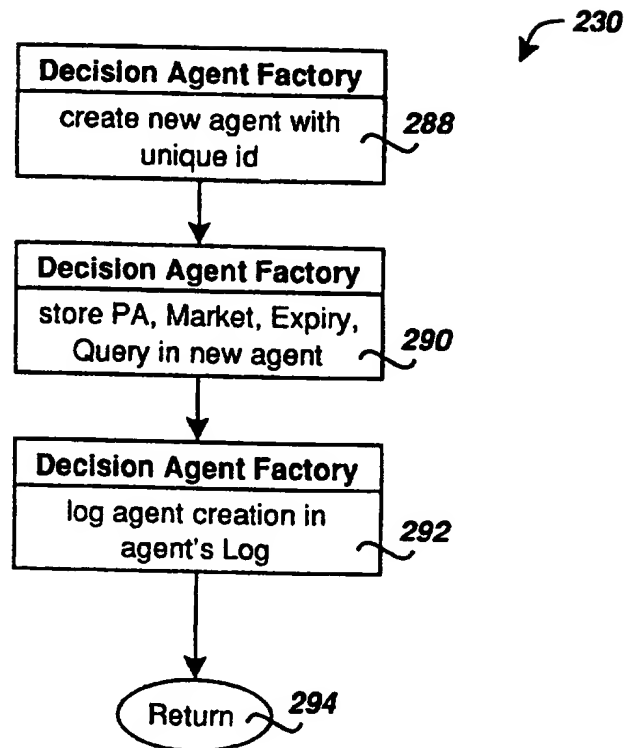 230
Decision Agent Factory
create new agent with
unique id
288
Decision Agent Factory
store PA, Market, Expiry,
Query in new agent
290
Decision Agent Factory
log agent creation in
agent's Log
292
Return
294